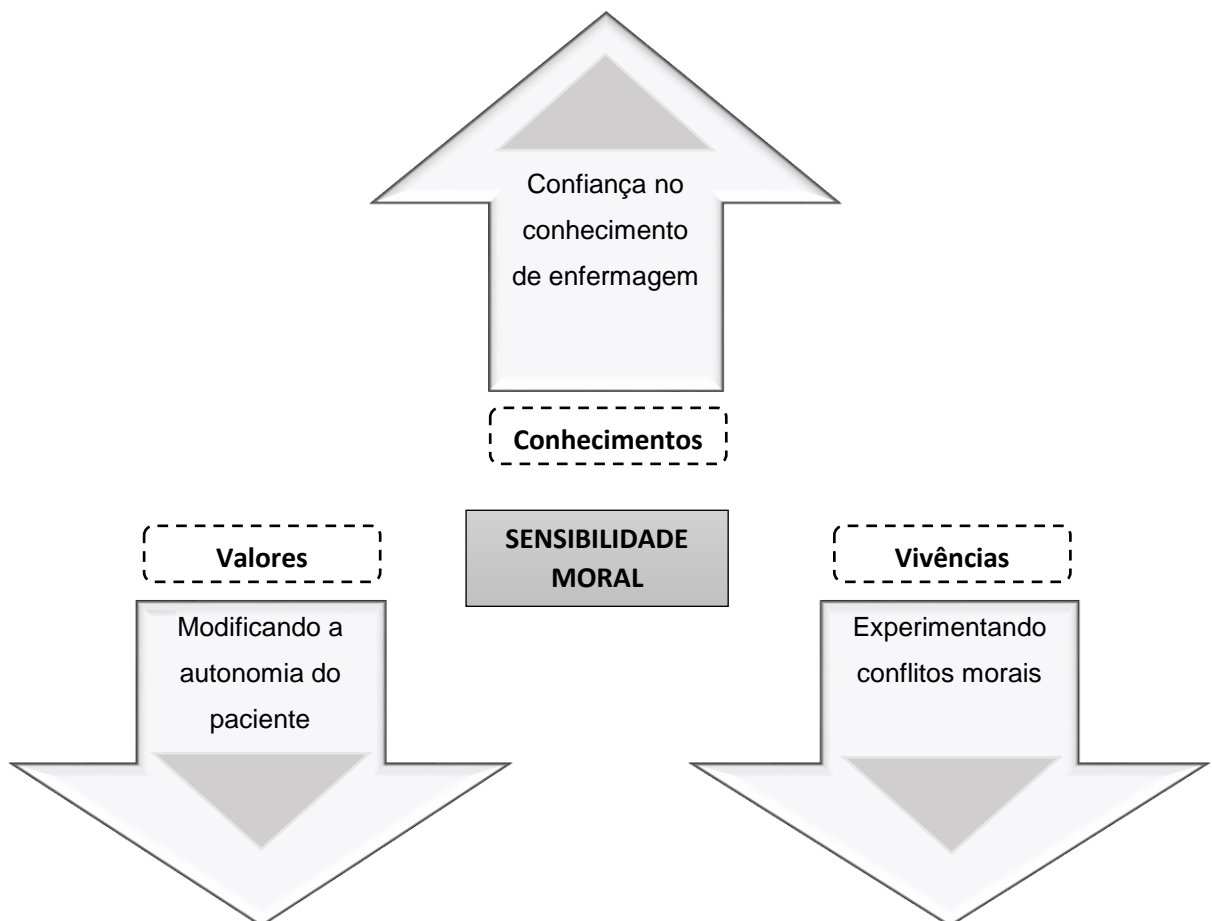 Confiança no
conhecimento
de enfermagem
Conhecimentos
Valores
SENSIBILIDADE
MORAL
Vivências
Modificando a
autonomia do
paciente
Experimentando
conflitos morais